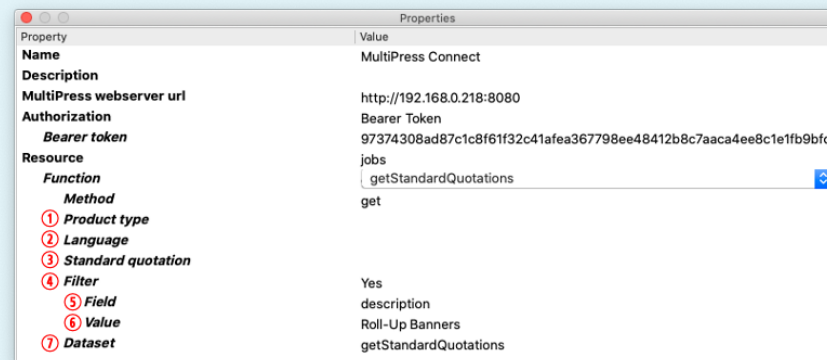 Properties
Property Value
Name MultiPress Connect
Description
MultiPress webserver url http://192.168.0.218:8080
Authorization Bearer Token
Bearer token 97374308ad87c1c8f61f32c41afea367798ee48412b8c7aaca4ee8c1e1fb9bfc
Resource jobs
Function getStandardQuotations
Method get
① Product type
② Language
③ Standard quotation
④ Filter Yes
⑤ Field description
⑥ Value Roll-Up Banners
⑦ Dataset getStandardQuotations